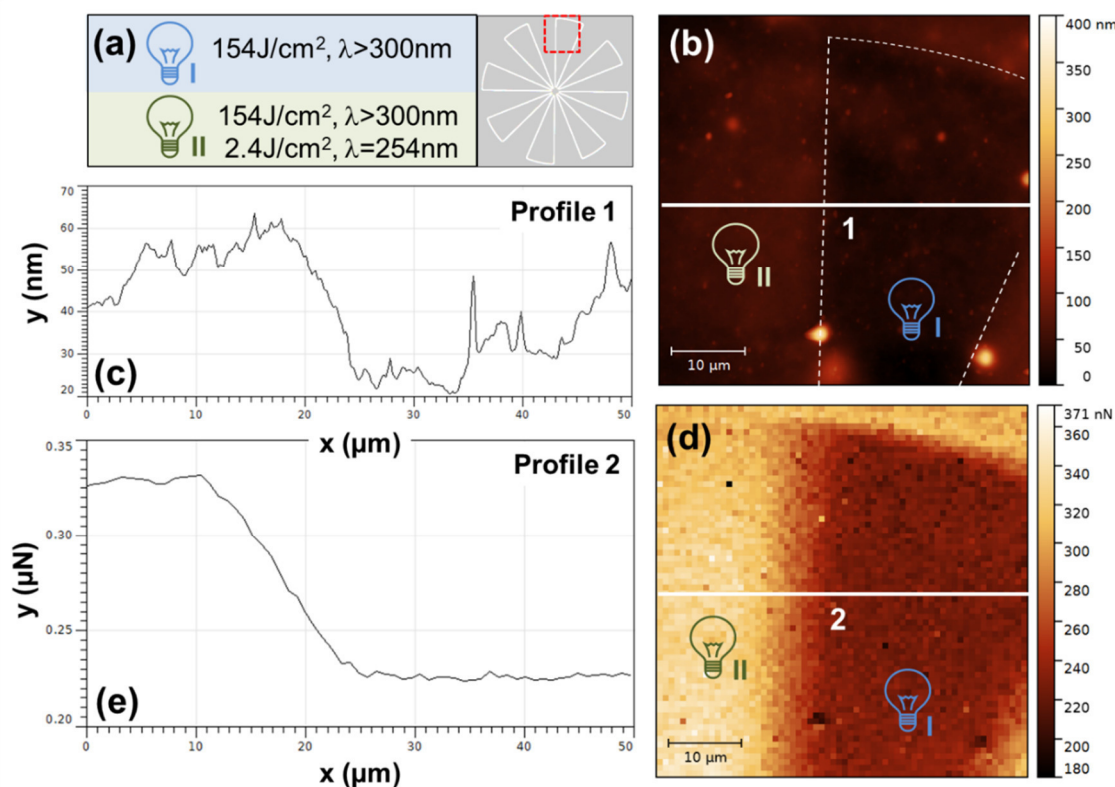 (a)
I
154J/cm², λ>300nm
II
154J/cm², λ>300nm
2.4J/cm², λ=254nm
(b)
1
II
I
10 µm
400 nm
350
300
250
200
150
100
50
0
Profile 1
(c)
y (nm)
70
60
50
40
30
20
0
10
20
30
40
50
x (µm)
(d)
2
II
I
10 µm
371 nN
360
340
320
300
280
260
240
220
200
180
Profile 2
(e)
y (µN)
0.35
0.30
0.25
0.20
0
10
20
30
40
50
x (µm)